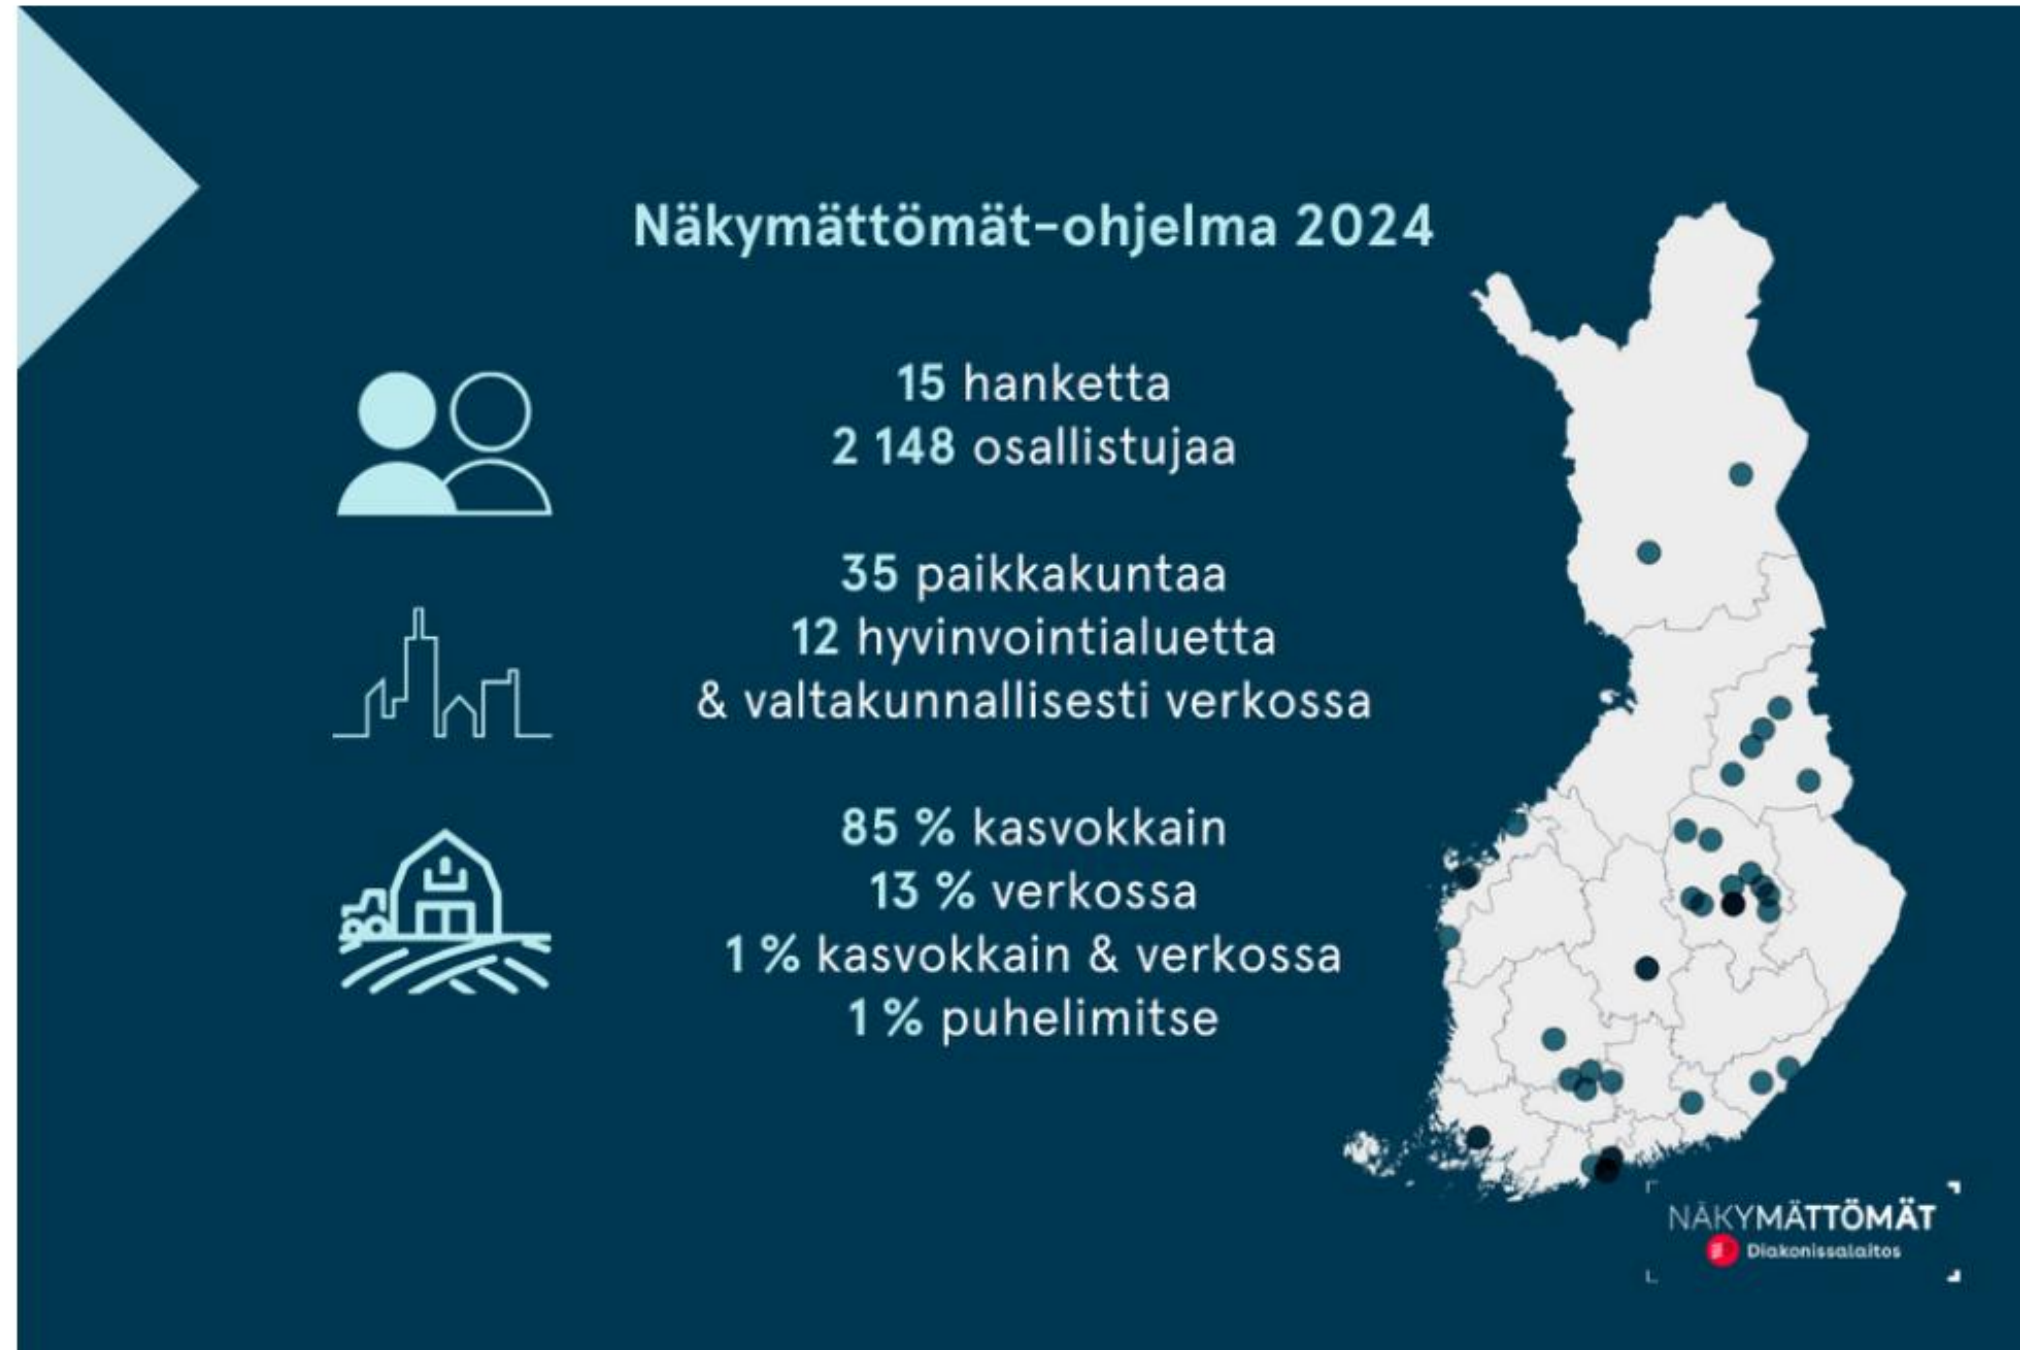 Näkymättömät-ohjelma 2024
15 hanketta
2 148 osallistujaa
35 paikkakuntaa
12 hyvinvointialuetta
& valtakunnallisesti verkossa
85 % kasvokkain
13 % verkossa
1 % kasvokkain & verkossa
1 % puhelimitse
NÄKYMÄTTÖMÄT
Diakonissalaitos